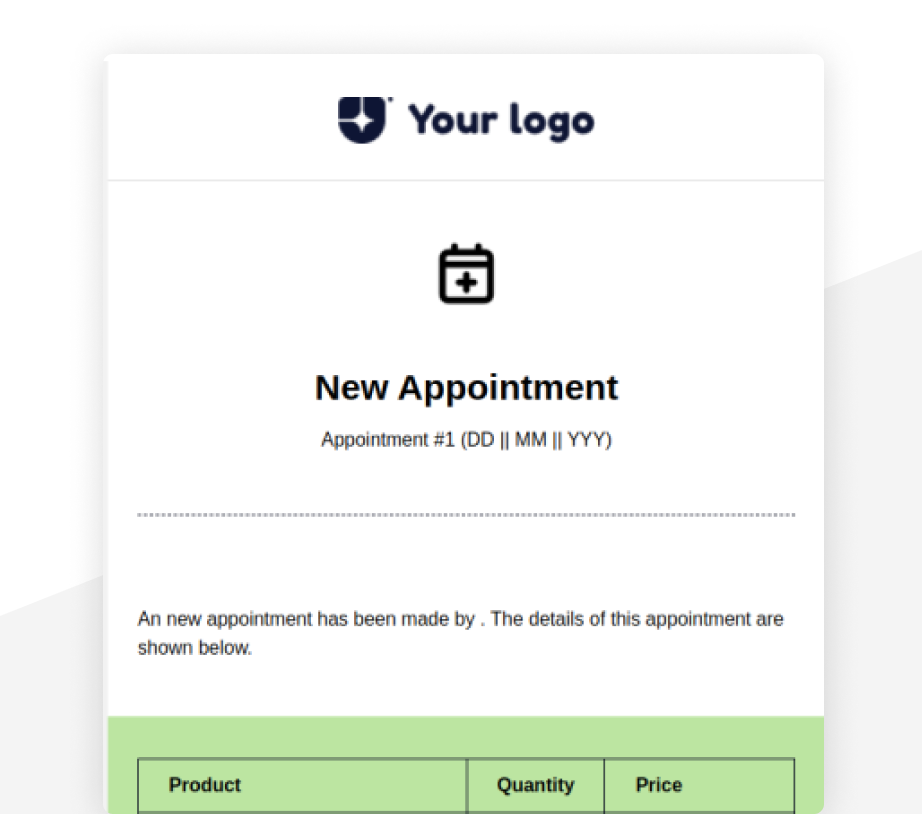 Your logo
New Appointment
Appointment #1 (DD || MM || YYY)
An new appointment has been made by . The details of this appointment are
shown below.
Product Quantity Price